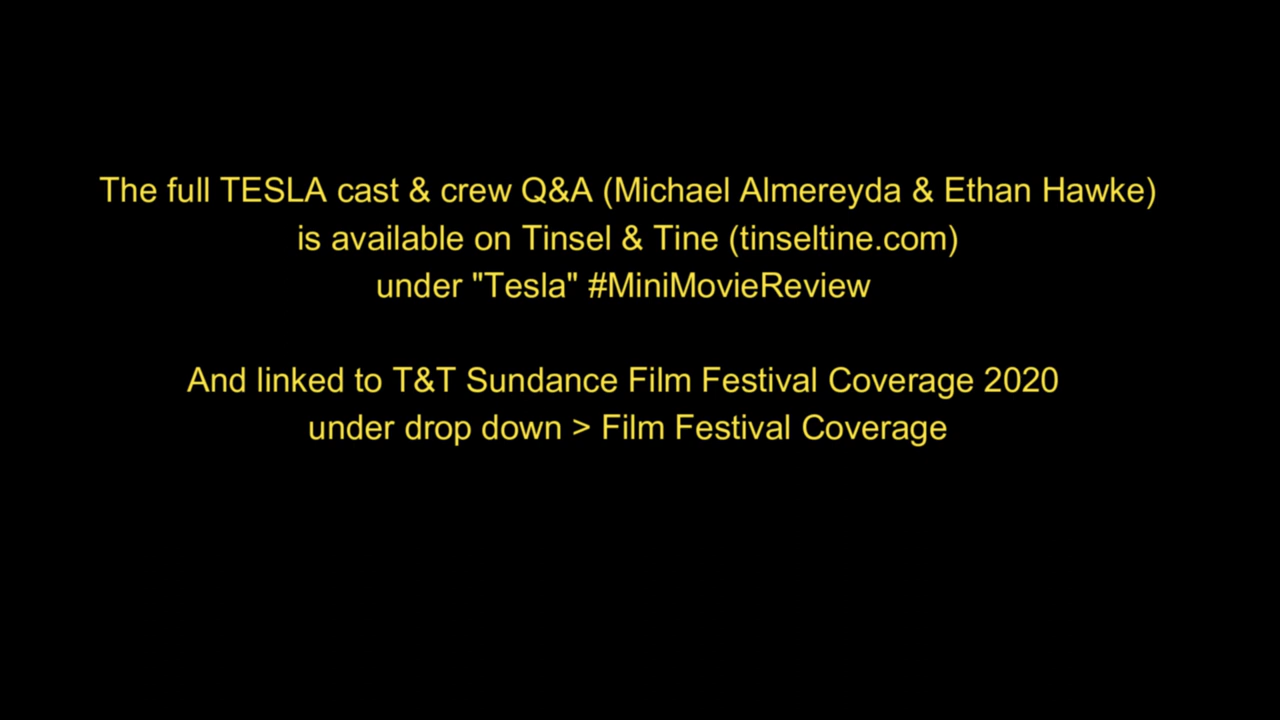 The full TESLA cast & crew Q&A (Michael Almereyda & Ethan Hawke)
is available on Tinsel & Tine (tinseltine.com)
under "Tesla" #MiniMovieReview
And linked to T&T Sundance Film Festival Coverage 2020
under drop down > Film Festival Coverage